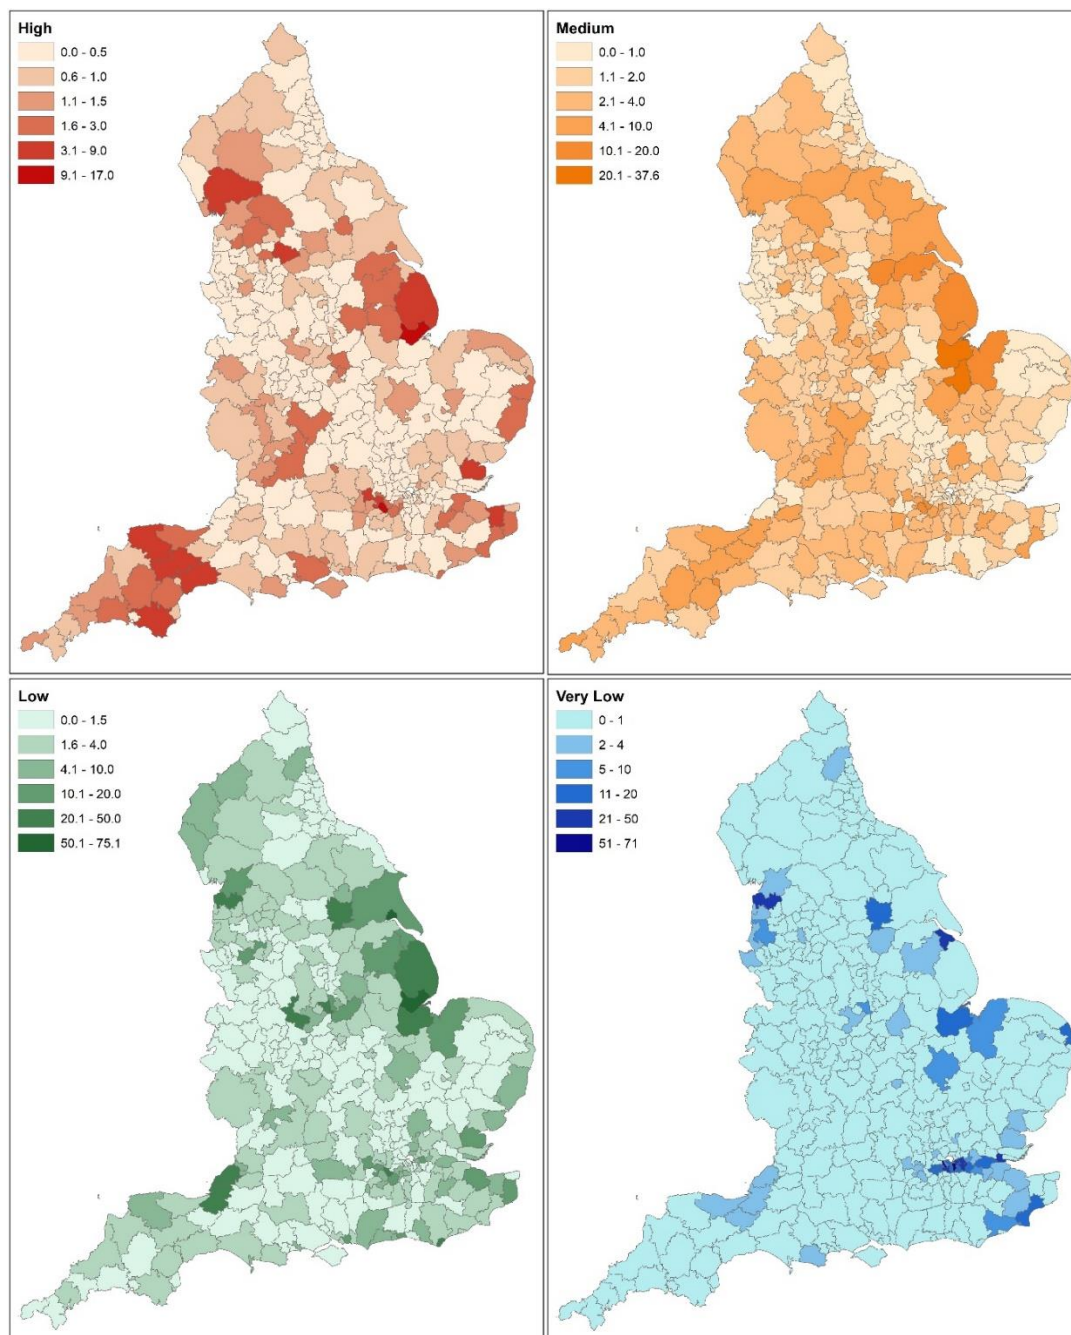 High
0.0 - 0.5
0.6 - 1.0
1.1 - 1.5
1.6 - 3.0
3.1 - 9.0
9.1 - 17.0
Medium
0.0 - 1.0
1.1 - 2.0
2.1 - 4.0
4.1 - 10.0
10.1 - 20.0
20.1 - 37.6
Low
0.0 - 1.5
1.6 - 4.0
4.1 - 10.0
10.1 - 20.0
20.1 - 50.0
50.1 - 75.1
Very Low
0 - 1
2 - 4
5 - 10
11 - 20
21 - 50
51 - 71